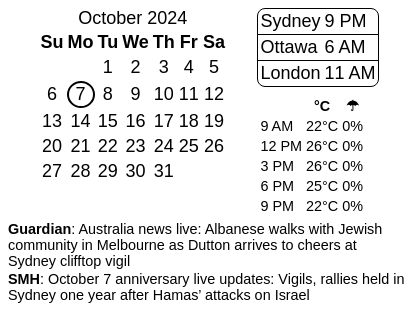 October 2024
Su Mo Tu We Th Fr Sa
1 2 3 4 5
6 7 8 9 10 11 12
13 14 15 16 17 18 19
20 21 22 23 24 25 26
27 28 29 30 31
Sydney 9 PM
Ottawa 6 AM
London 11 AM
°C ☂
9 AM 22°C 0%
12 PM 26°C 0%
3 PM 26°C 0%
6 PM 25°C 0%
9 PM 22°C 0%
Guardian: Australia news live: Albanese walks with Jewish
community in Melbourne as Dutton arrives to cheers at
Sydney clifftop vigil
SMH: October 7 anniversary live updates: Vigils, rallies held in
Sydney one year after Hamas’ attacks on Israel